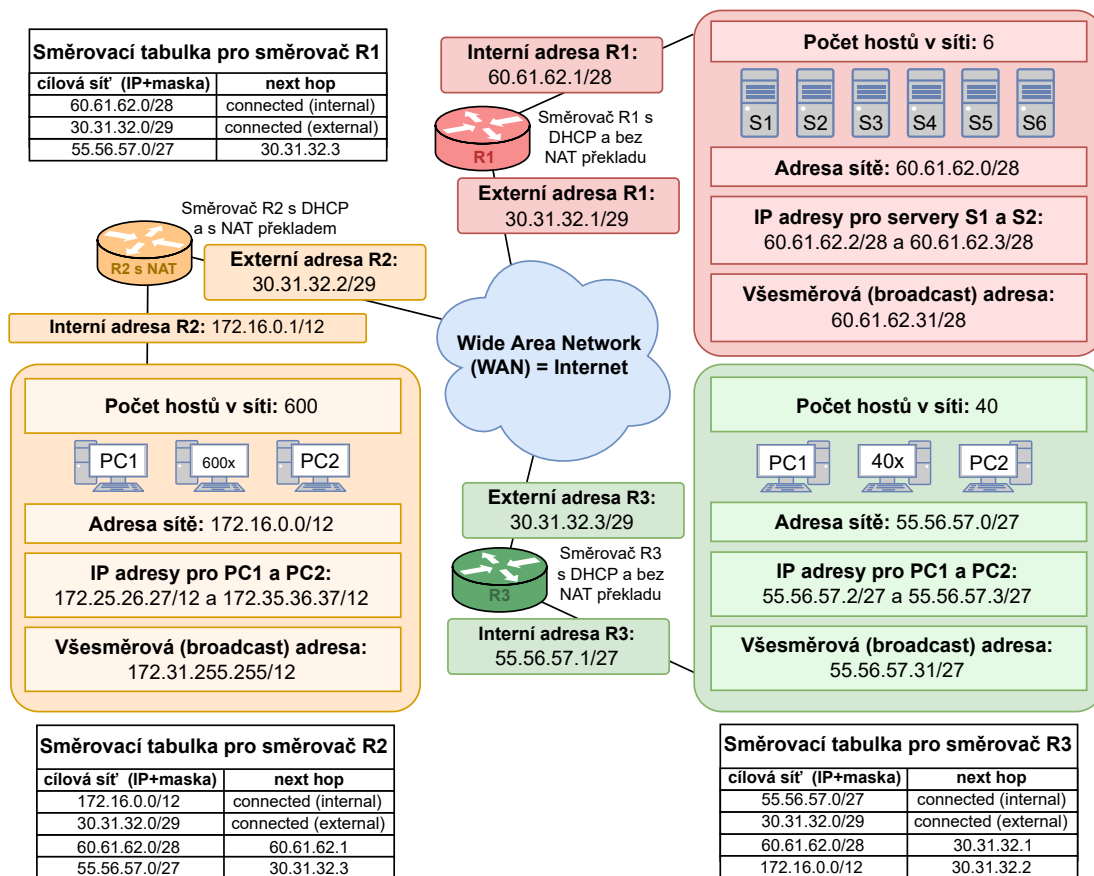 Směrovací tabulka pro směrovač R1
cílová síť (IP+maska) next hop
60.61.62.0/28 connected (internal)
30.31.32.0/29 connected (external)
55.56.57.0/27 30.31.32.3
Interní adresa R1:
60.61.62.1/28
R1
Směrovač R1 s
DHCP a bez
NAT překladu
Externí adresa R1:
30.31.32.1/29
Počet hostů v síti: 6
S1 S2 S3 S4 S5 S6
Adresa sítě: 60.61.62.0/28
IP adresy pro servery S1 a S2:
60.61.62.2/28 a 60.61.62.3/28
Všesměrová (broadcast) adresa:
60.61.62.31/28
Směrovač R2 s DHCP
a s NAT překladem
R2 s NAT
Externí adresa R2:
30.31.32.2/29
Interní adresa R2: 172.16.0.1/12
Wide Area Network
(WAN) = Internet
Počet hostů v síti: 600
PC1 600x PC2
Adresa sítě: 172.16.0.0/12
IP adresy pro PC1 a PC2:
172.25.26.27/12 a 172.35.36.37/12
Všesměrová (broadcast) adresa:
172.31.255.255/12
Externí adresa R3:
30.31.32.3/29
R3
Směrovač R3
s DHCP a bez
NAT překladu
Interní adresa R3:
55.56.57.1/27
Počet hostů v síti: 40
PC1 40x PC2
Adresa sítě: 55.56.57.0/27
IP adresy pro PC1 a PC2:
55.56.57.2/27 a 55.56.57.3/27
Všesměrová (broadcast) adresa:
55.56.57.31/27
Směrovací tabulka pro směrovač R2
cílová síť (IP+maska) next hop
172.16.0.0/12 connected (internal)
30.31.32.0/29 connected (external)
60.61.62.0/28 60.61.62.1
55.56.57.0/27 30.31.32.3
Směrovací tabulka pro směrovač R3
cílová síť (IP+maska) next hop
55.56.57.0/27 connected (internal)
30.31.32.0/29 connected (external)
60.61.62.0/28 30.31.32.1
172.16.0.0/12 30.31.32.2